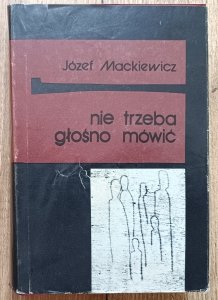 Józef Mackiewicz
nie trzeba
głośno mówić